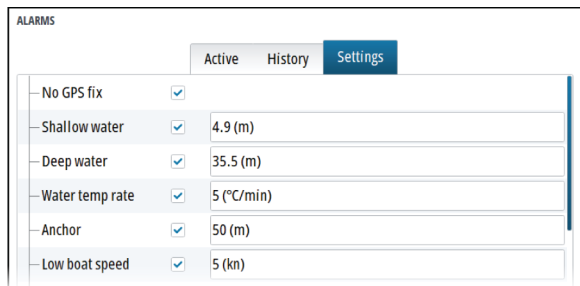 ALARMS
Active History Settings
No GPS fix
Shallow water 4.9 (m)
Deep water 35.5 (m)
Water temp rate 5 (°C/min)
Anchor 50 (m)
Low boat speed 5 (kn)